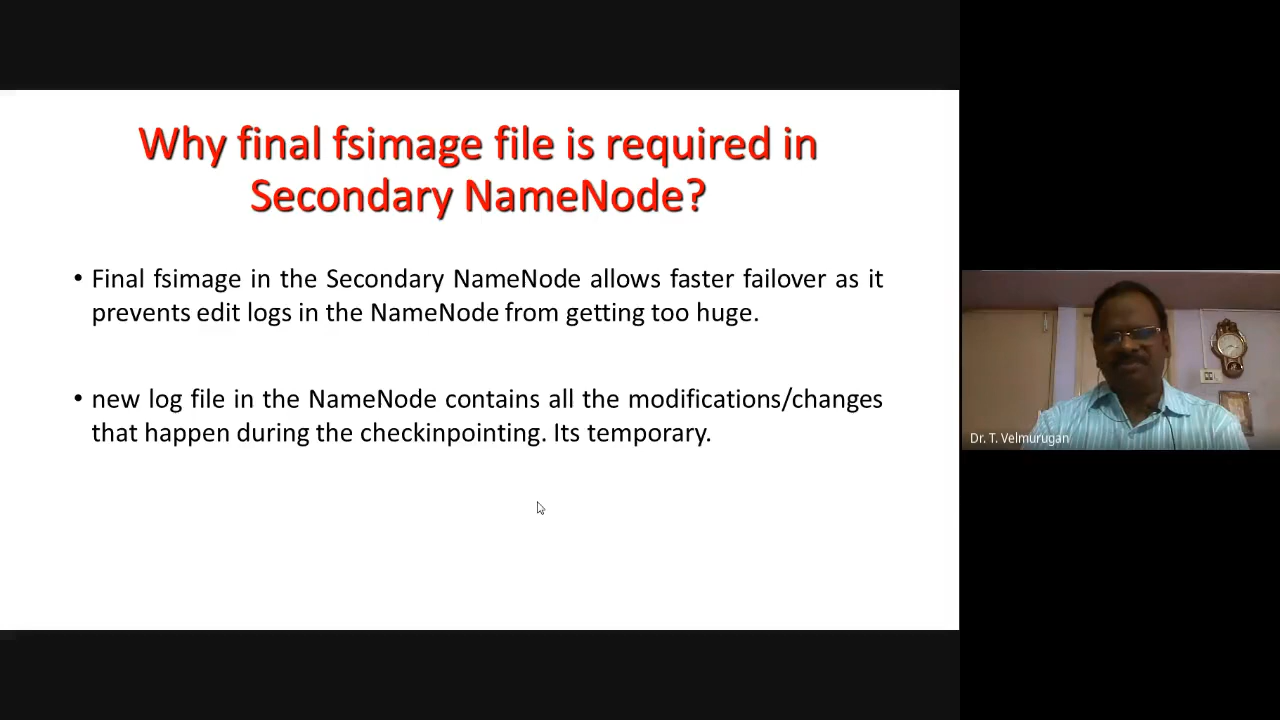 Why final fsimage file is required in
Secondary NameNode?
• Final fsimage in the Secondary NameNode allows faster failover as it
prevents edit logs in the NameNode from getting too huge.
• new log file in the NameNode contains all the modifications/changes
that happen during the checkinpointing. Its temporary.
Dr. T. Velmurugan